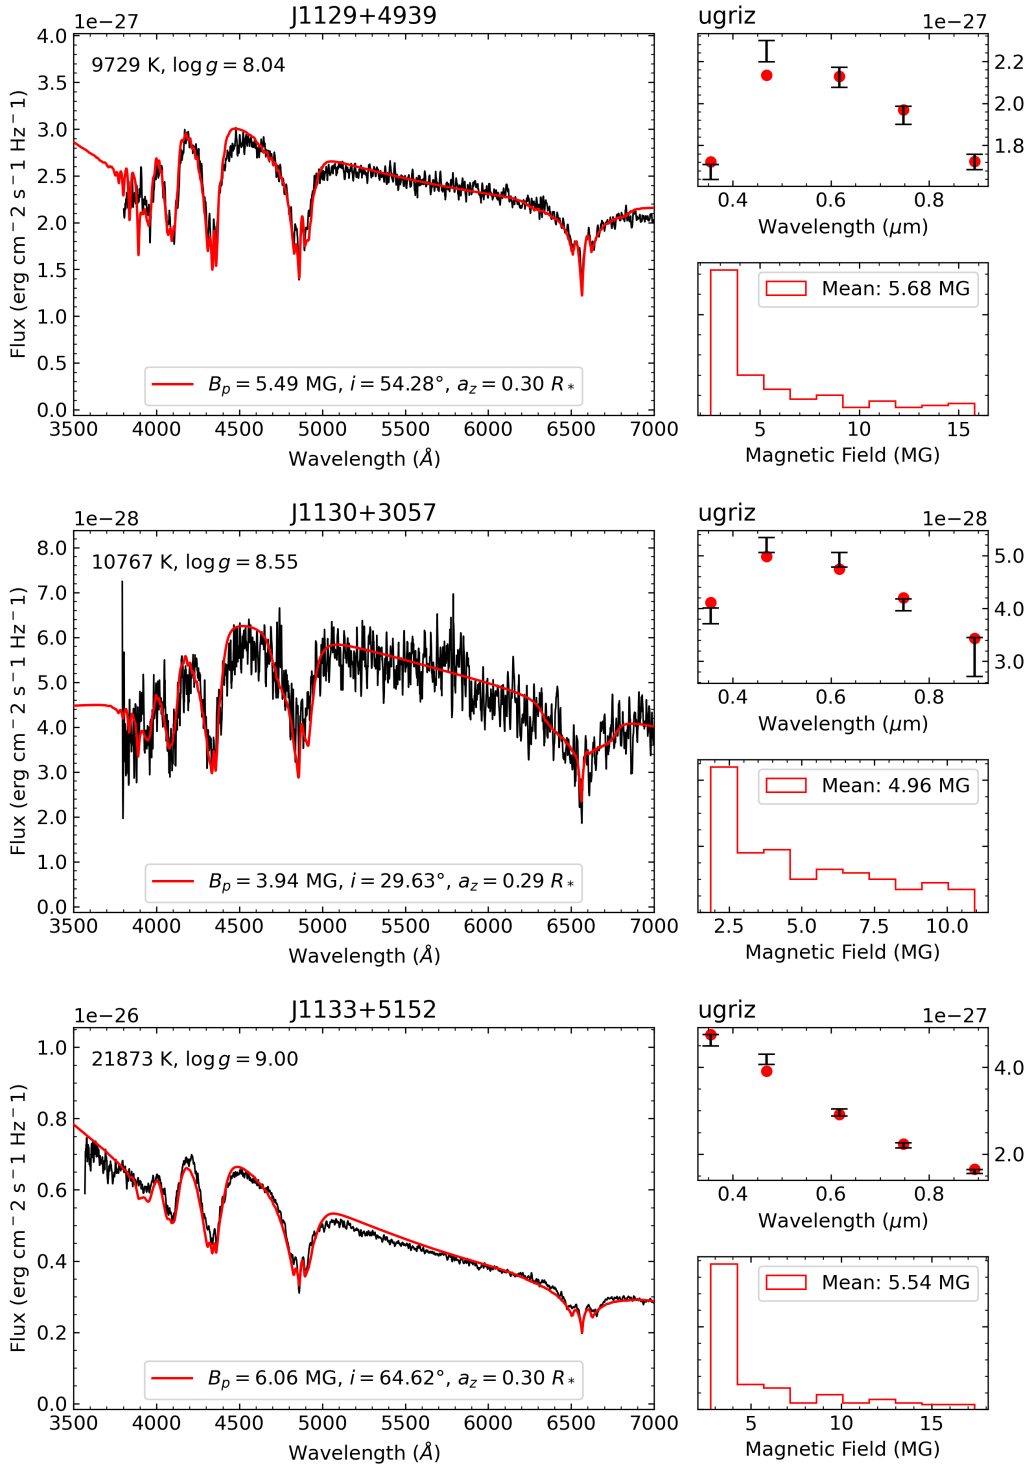 1e−27
J1129+4939
ugriz
1e−27
9729 K, log g = 8.04
Flux (erg cm−2 s−1 Hz−1)
4.0
3.5
3.0
2.5
2.0
1.5
1.0
0.5
0.0
B_p = 5.49 MG, i = 54.28°, a_z = 0.30 R_*
3500 4000 4500 5000 5500 6000 6500 7000
Wavelength (Å)
2.2
2.0
1.8
0.4 0.6 0.8
Wavelength (μm)
Mean: 5.68 MG
5 10 15
Magnetic Field (MG)
1e−28
J1130+3057
ugriz
1e−28
10767 K, log g = 8.55
Flux (erg cm−2 s−1 Hz−1)
8.0
7.0
6.0
5.0
4.0
3.0
2.0
1.0
0.0
B_p = 3.94 MG, i = 29.63°, a_z = 0.29 R_*
3500 4000 4500 5000 5500 6000 6500 7000
Wavelength (Å)
5.0
4.0
3.0
0.4 0.6 0.8
Wavelength (μm)
Mean: 4.96 MG
2.5 5.0 7.5 10.0
Magnetic Field (MG)
1e−26
J1133+5152
ugriz
1e−27
21873 K, log g = 9.00
Flux (erg cm−2 s−1 Hz−1)
1.0
0.8
0.6
0.4
0.2
0.0
B_p = 6.06 MG, i = 64.62°, a_z = 0.30 R_*
3500 4000 4500 5000 5500 6000 6500 7000
Wavelength (Å)
4.0
2.0
0.4 0.6 0.8
Wavelength (μm)
Mean: 5.54 MG
5 10 15
Magnetic Field (MG)